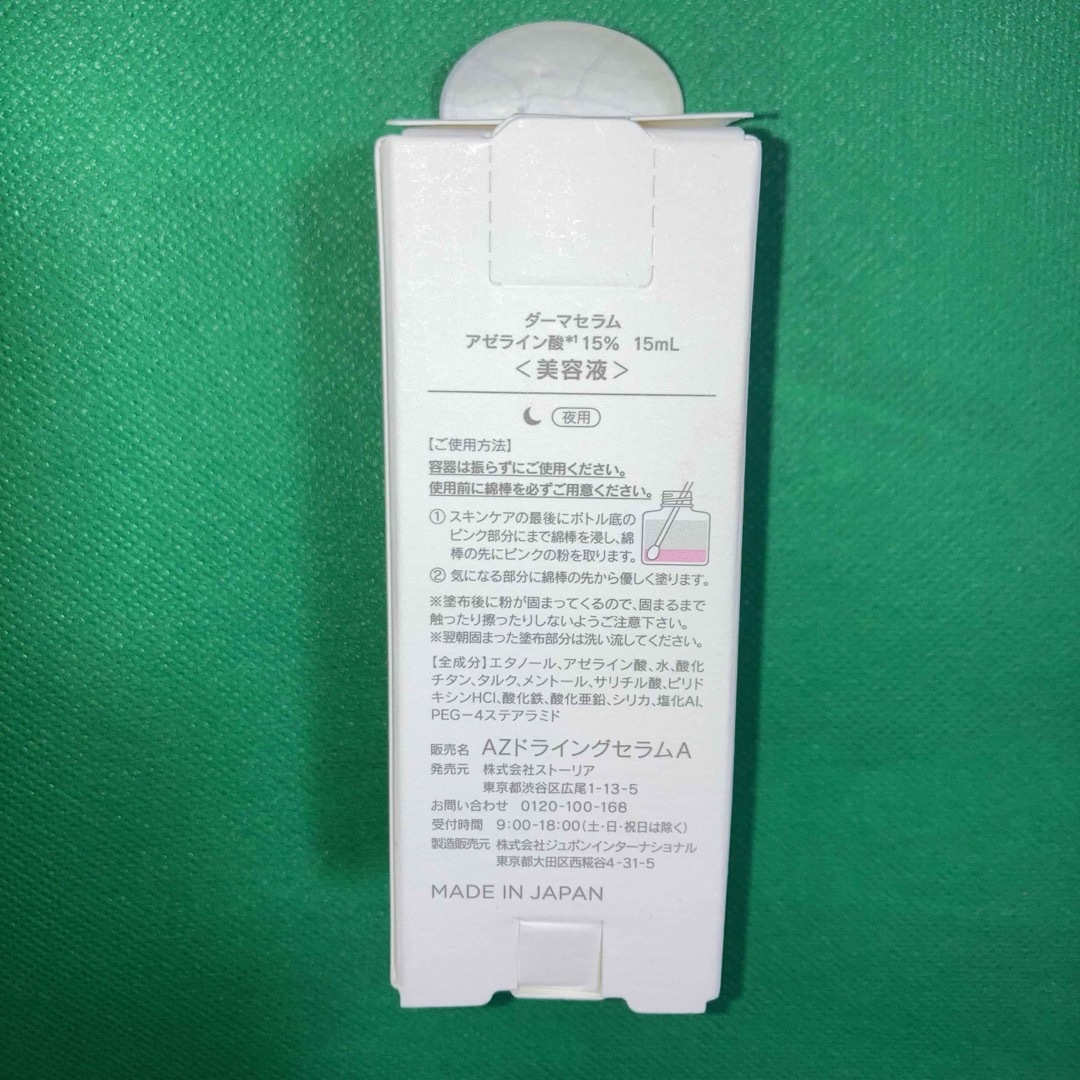 ダーマセラム
アゼライン酸*1 15% 15mL
＜美容液＞
夜用
【ご使用方法】
容器は振らずにご使用ください。
使用前に綿棒を必ずご用意ください。
① スキンケアの最後にボトル底の
ピンク部分にまで綿棒を浸し、綿
棒の先にピンクの粉を取ります。
② 気になる部分に綿棒の先から優しく塗ります。
※塗布後に粉が固まってくるので、固まるまで
触ったり擦ったりしないようご注意下さい。
※翌朝固まった塗布部分は洗い流してください。
【全成分】エタノール、アゼライン酸、水、酸化
チタン、タルク、メントール、サリチル酸、ピリド
キシンHCl、酸化鉄、酸化亜鉛、シリカ、塩化Al、
PEG－4ステアラミド
販売名 AZドライングセラムA
発売元 株式会社ストーリア
東京都渋谷区広尾1-13-5
お問い合わせ 0120-100-168
受付時間 9:00-18:00(土・日・祝日は除く)
製造販売元 株式会社ジュポンインターナショナル
東京都大田区西糀谷4-31-5
MADE IN JAPAN